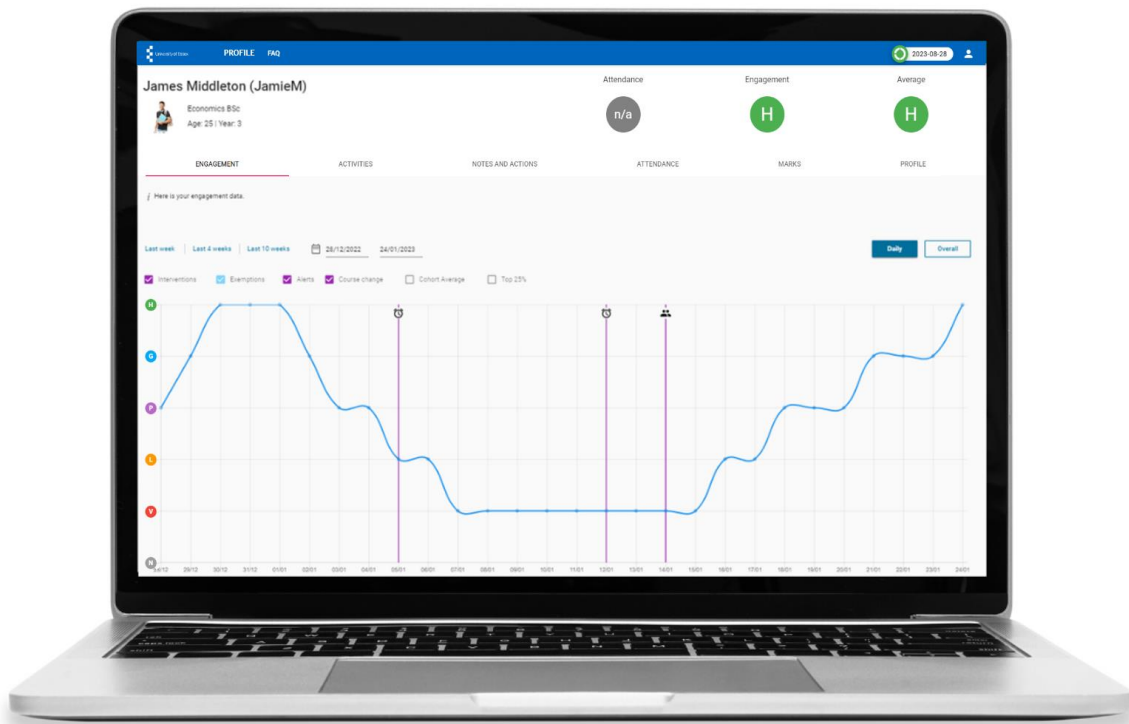 PROFILE FAQ 2023-08-28
James Middleton (JamieM)
Economics BSc
Age: 25 | Year: 3
Attendance Engagement Average
n/a H H
ENGAGEMENT ACTIVITIES NOTES AND ACTIONS ATTENDANCE MARKS PROFILE
i Here is your engagement data.
Last week Last 4 weeks Last 10 weeks 28/12/2022 24/01/2023 Daily Overall
Interventions Exemptions Alerts Course change Cohort Average Top 25%
H
G
P
L
V
N
29/12 30/12 31/12 01/01 02/01 03/01 04/01 05/01 06/01 07/01 08/01 09/01 10/01 11/01 12/01 13/01 14/01 15/01 16/01 17/01 18/01 19/01 20/01 21/01 22/01 23/01 24/01